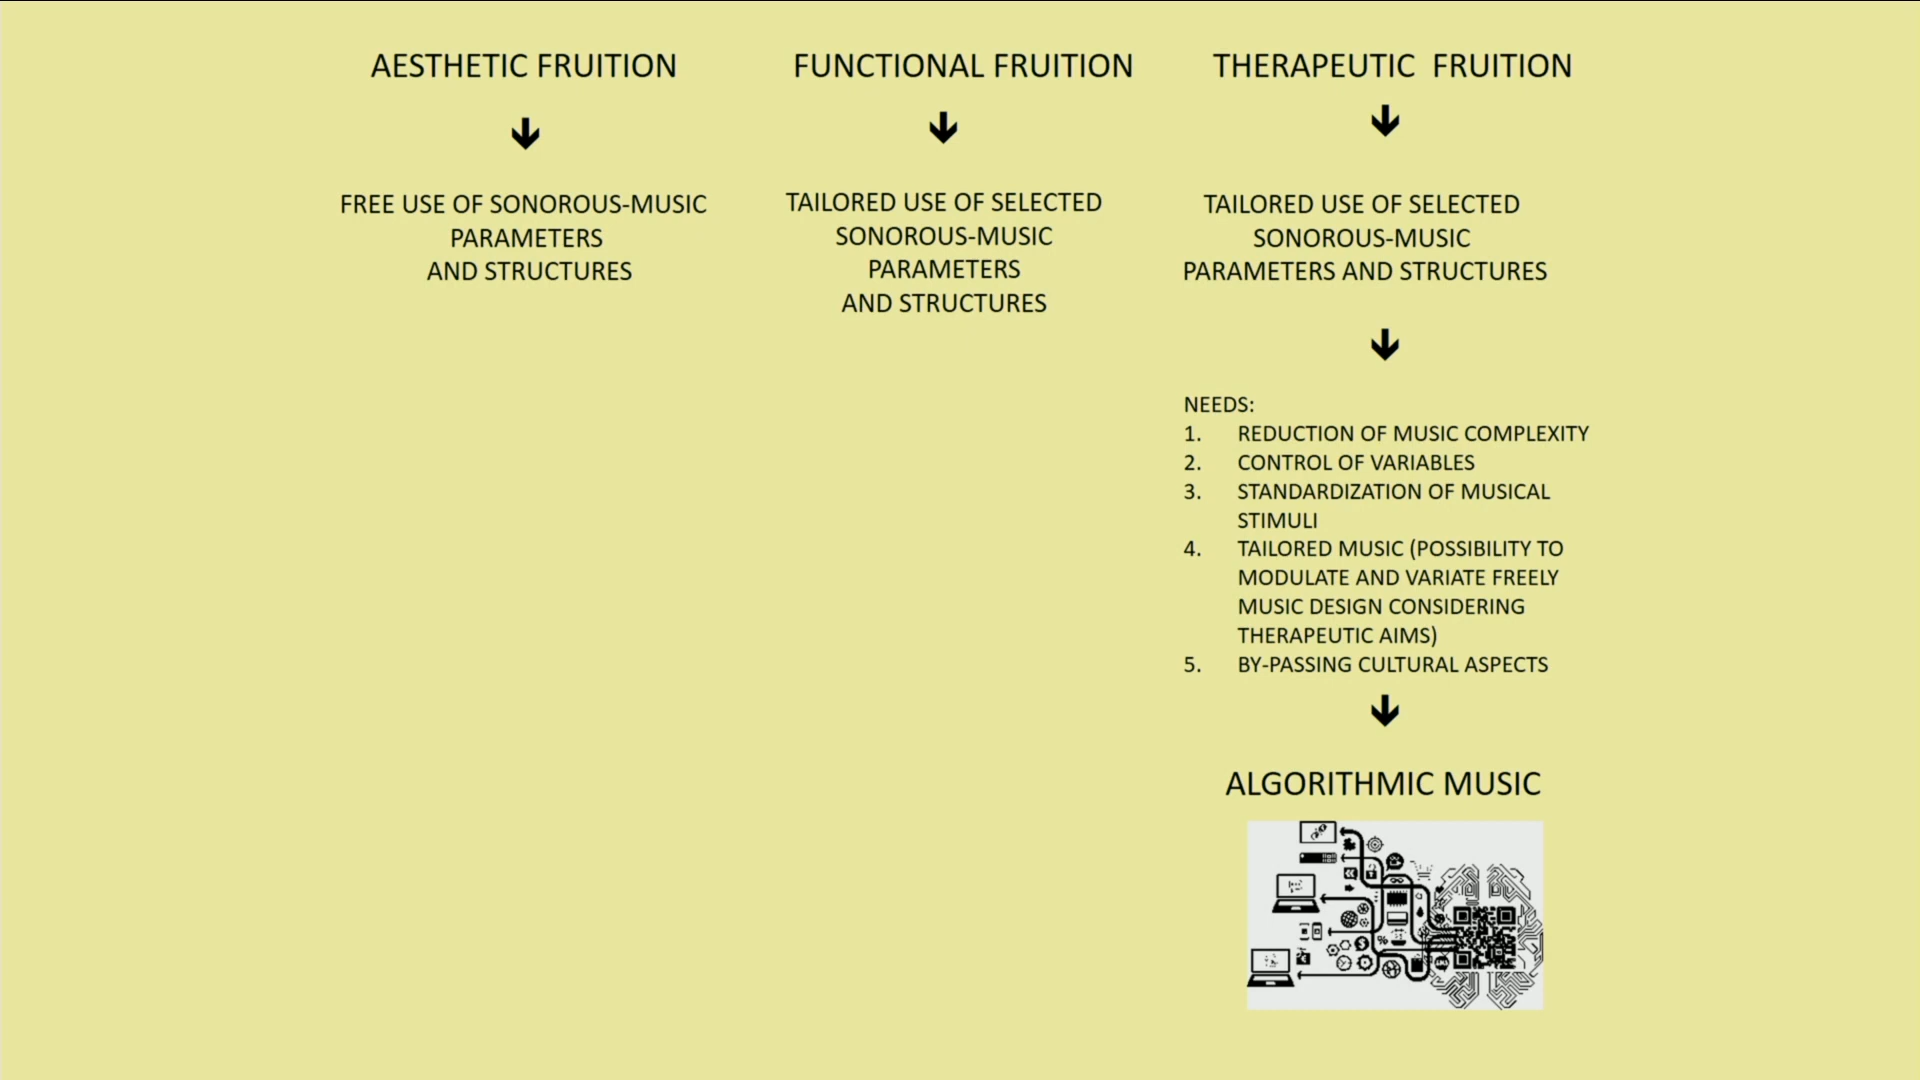 AESTHETIC FRUITION
FREE USE OF SONOROUS-MUSIC
PARAMETERS
AND STRUCTURES
FUNCTIONAL FRUITION
TAILORED USE OF SELECTED
SONOROUS-MUSIC
PARAMETERS
AND STRUCTURES
THERAPEUTIC FRUITION
TAILORED USE OF SELECTED
SONOROUS-MUSIC
PARAMETERS AND STRUCTURES
NEEDS:
1. REDUCTION OF MUSIC COMPLEXITY
2. CONTROL OF VARIABLES
3. STANDARDIZATION OF MUSICAL
STIMULI
4. TAILORED MUSIC (POSSIBILITY TO
MODULATE AND VARIATE FREELY
MUSIC DESIGN CONSIDERING
THERAPEUTIC AIMS)
5. BY-PASSING CULTURAL ASPECTS
ALGORITHMIC MUSIC
%